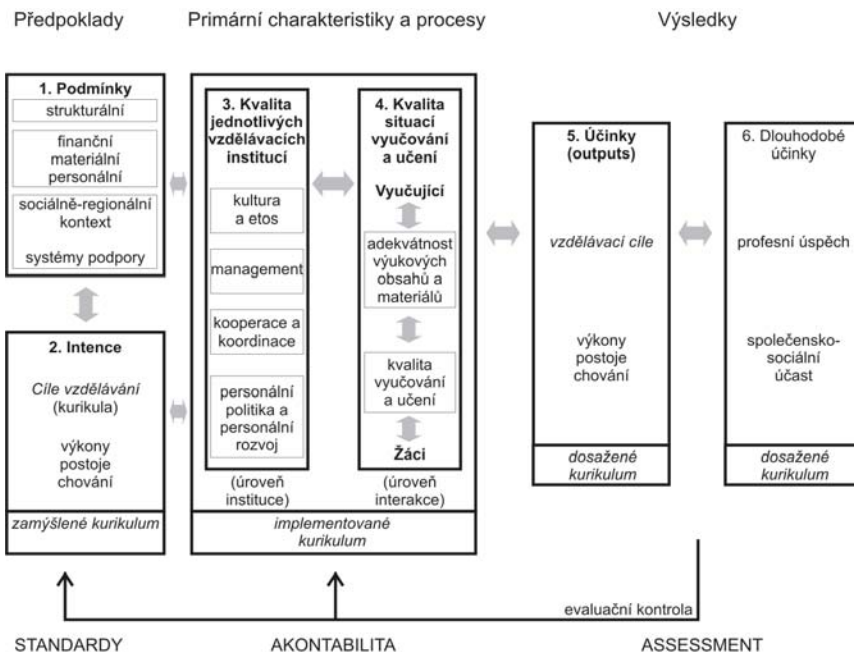 Předpoklady
Primární charakteristiky a procesy
Výsledky
1. Podmínky
strukturální
finanční
materiální
personální
sociálně-regionální
kontext
systémy podpory
2. Intence
Cíle vzdělávání
(kurikula)
výkony
postoje
chování
zamýšlené kurikulum
3. Kvalita
jednotlivých
vzdělávacích
institucí
kultura
a etos
management
kooperace a
koordinace
personální
politika a
personální
rozvoj
(úroveň
instituce)
4. Kvalita
situací
vyučování
a učení
Vyučující
adekvátnost
výukových
obsahů a
materiálů
kvalita
vyučování
a učení
Žáci
(úroveň
interakce)
implementované
kurikulum
5. Účinky
(outputs)
vzdělávací cíle
výkony
postoje
chování
dosažené
kurikulum
6. Dlouhodobé
účinky
profesní úspěch
společensko-
sociální
účast
dosažené
kurikulum
evaluační kontrola
STANDARDY
AKONTABILITA
ASSESSMENT